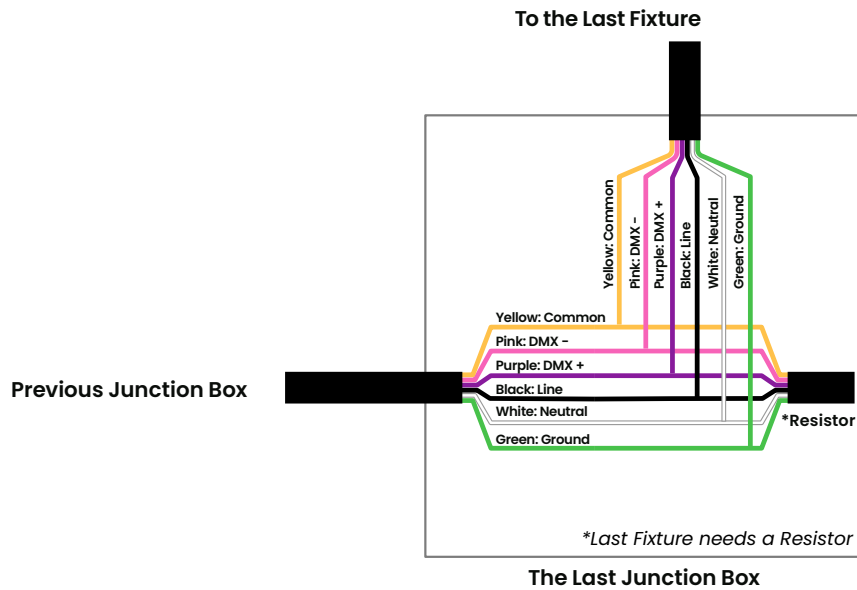 To the Last Fixture
Yellow: Common
Pink: DMX -
Purple: DMX +
Black: Line
White: Neutral
Green: Ground
Yellow: Common
Pink: DMX -
Purple: DMX +
Black: Line
White: Neutral
Green: Ground
Previous Junction Box
*Resistor
*Last Fixture needs a Resistor
The Last Junction Box